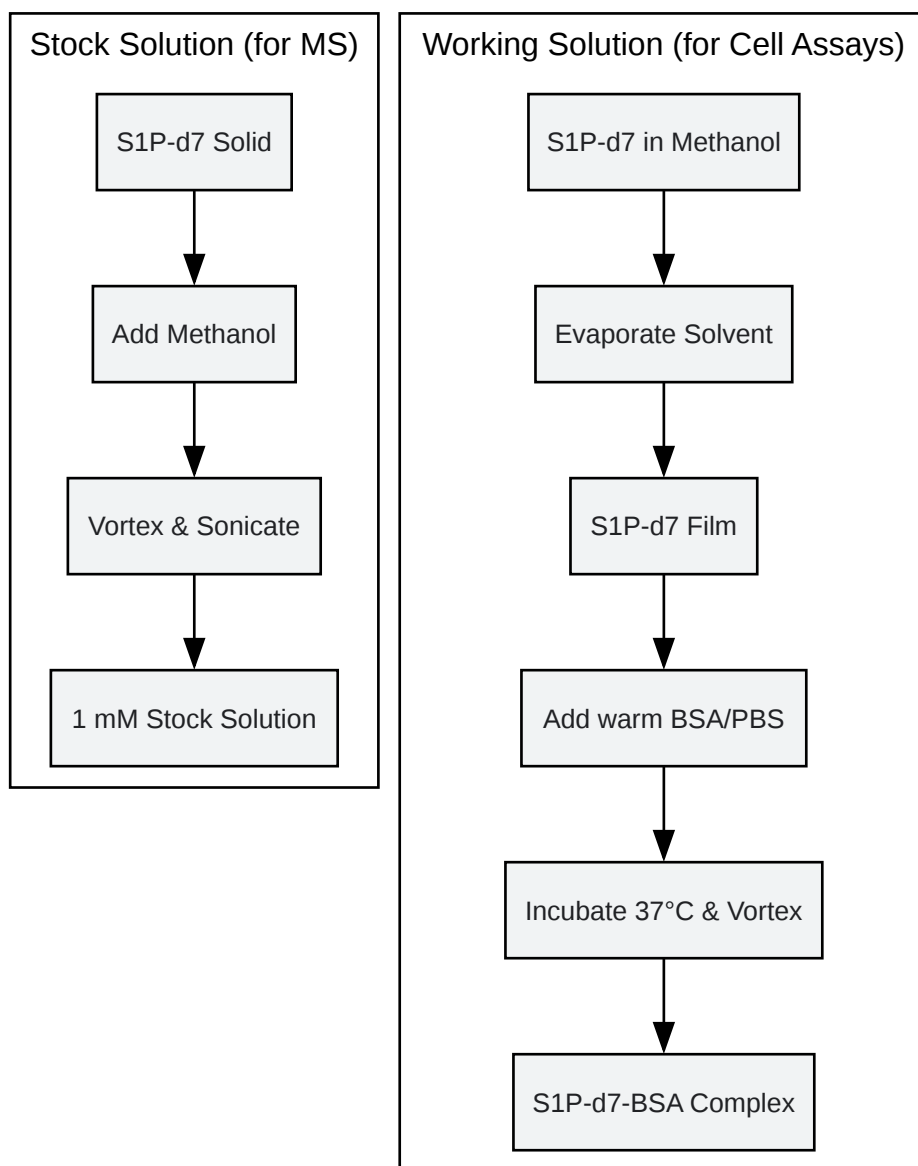 Stock Solution (for MS)
S1P-d7 Solid
Add Methanol
Vortex & Sonicate
1 mM Stock Solution
Working Solution (for Cell Assays)
S1P-d7 in Methanol
Evaporate Solvent
S1P-d7 Film
Add warm BSA/PBS
Incubate 37°C & Vortex
S1P-d7-BSA Complex